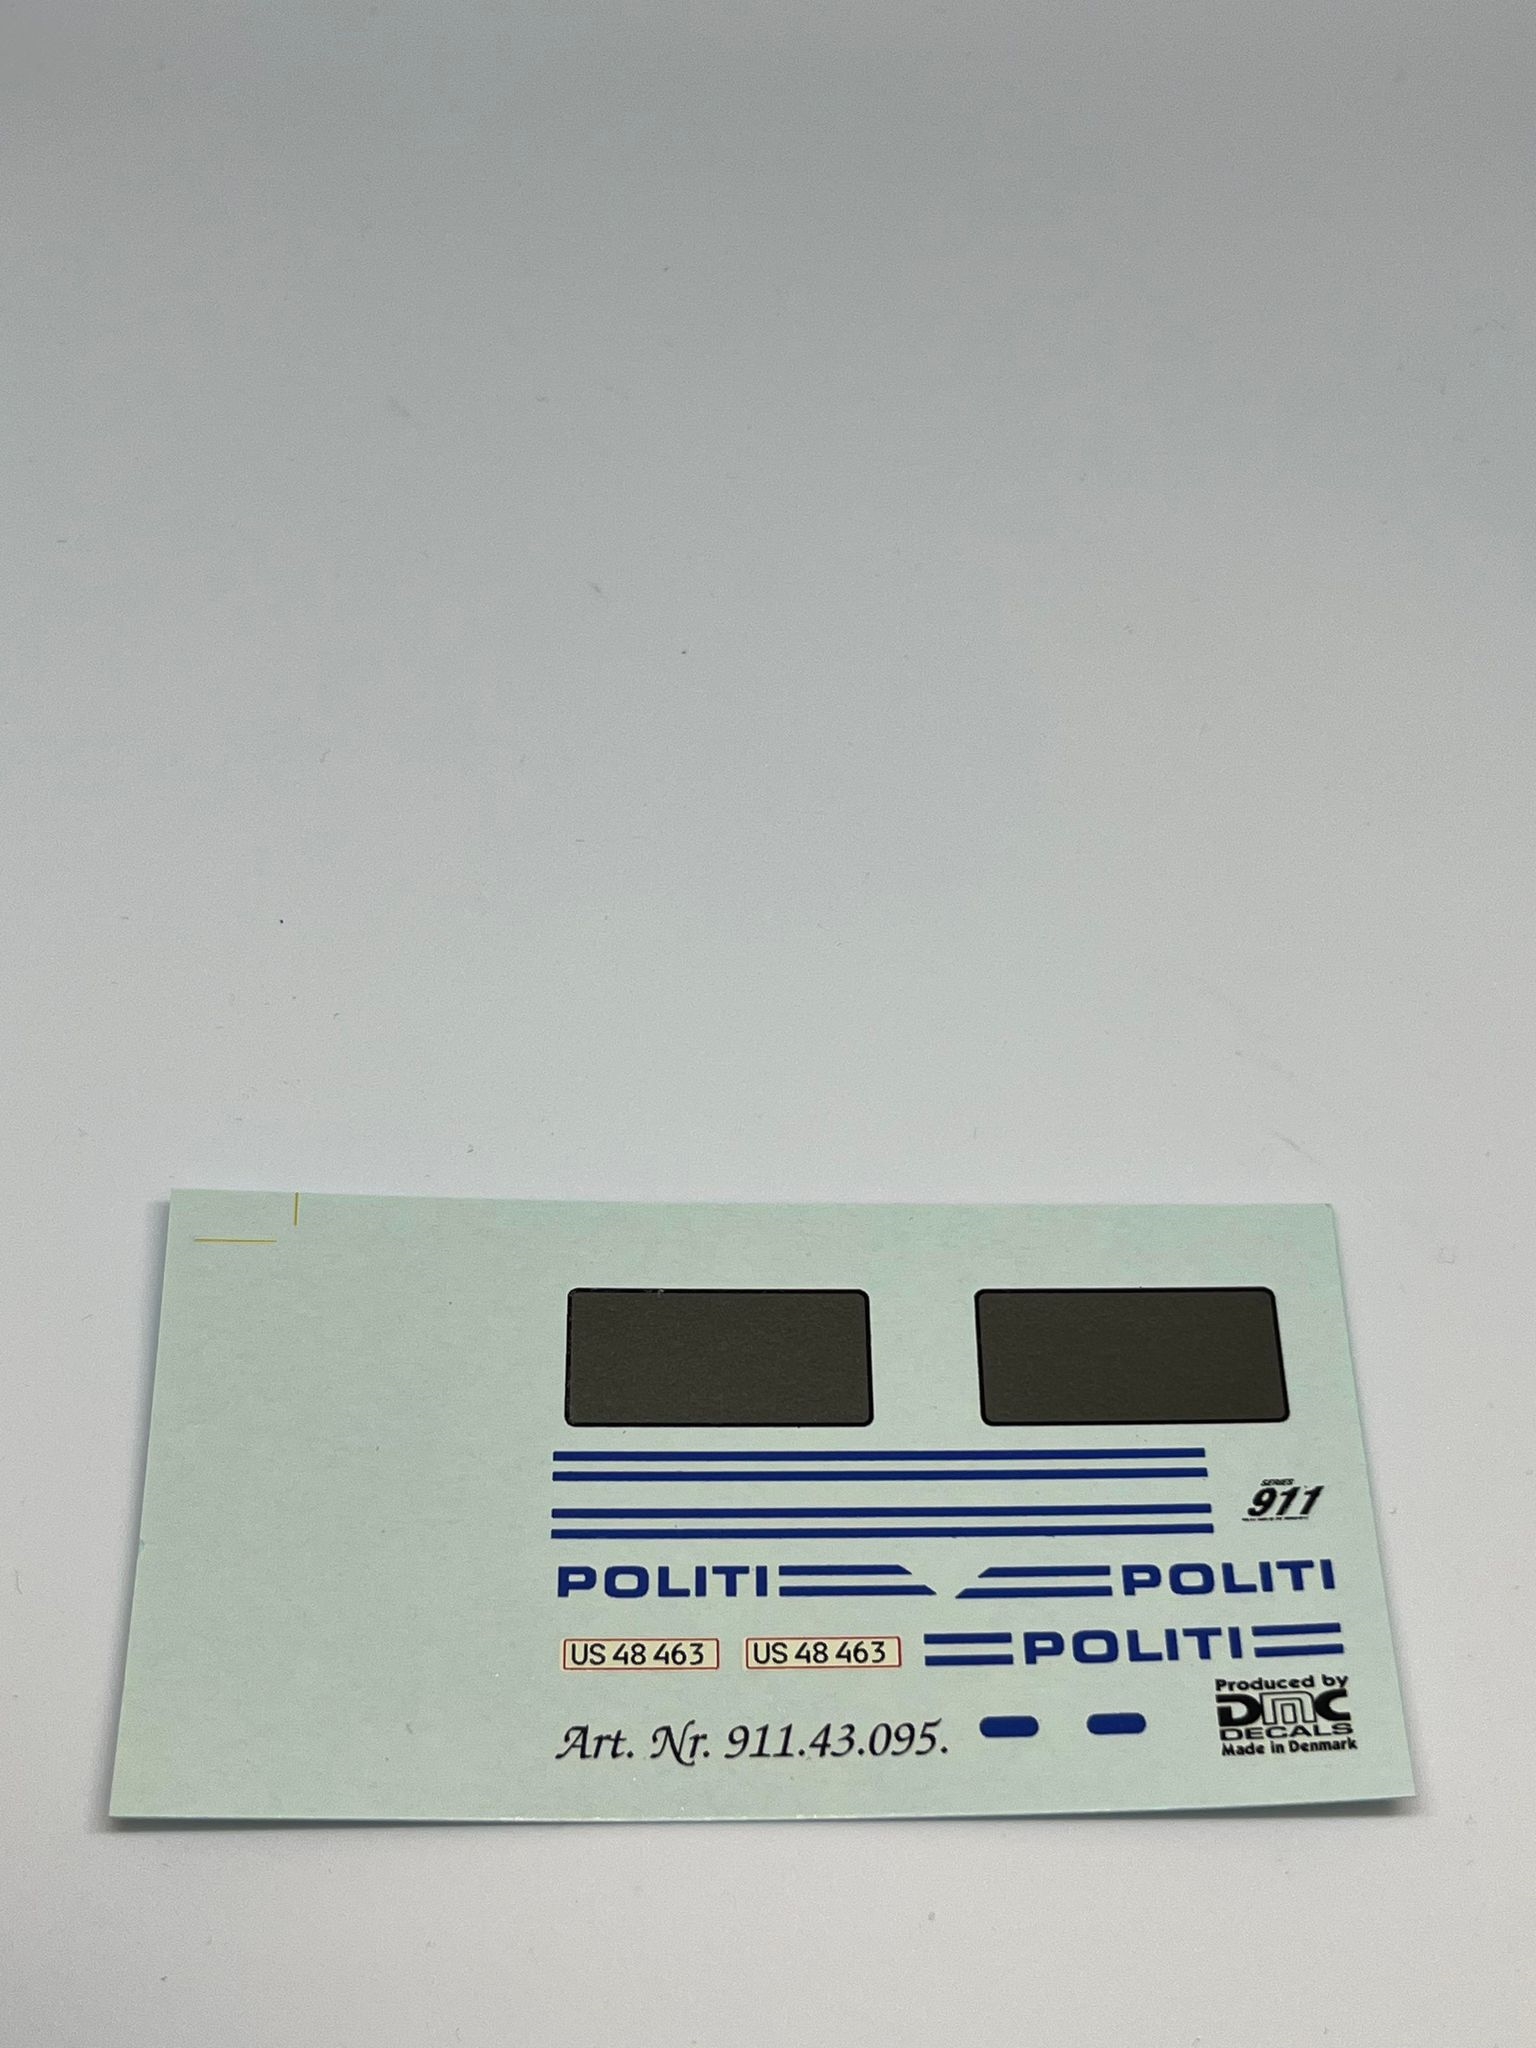 SERIES
911
POLITI POLITI
US 48 463 US 48 463 POLITI
Art. Nr. 911.43.095.
Produced by
DMC
DECALS
Made in Denmark